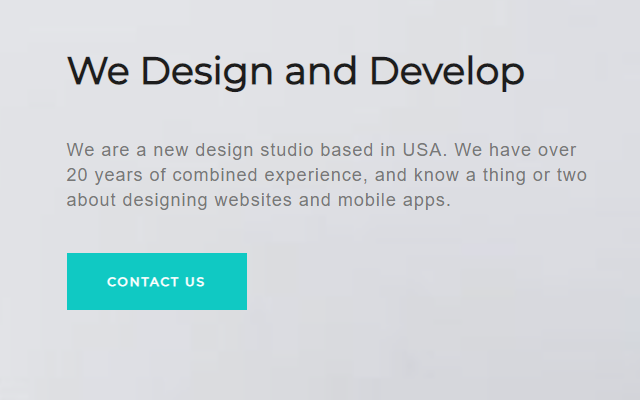 We Design and Develop
We are a new design studio based in USA. We have over
20 years of combined experience, and know a thing or two
about designing websites and mobile apps.
CONTACT US